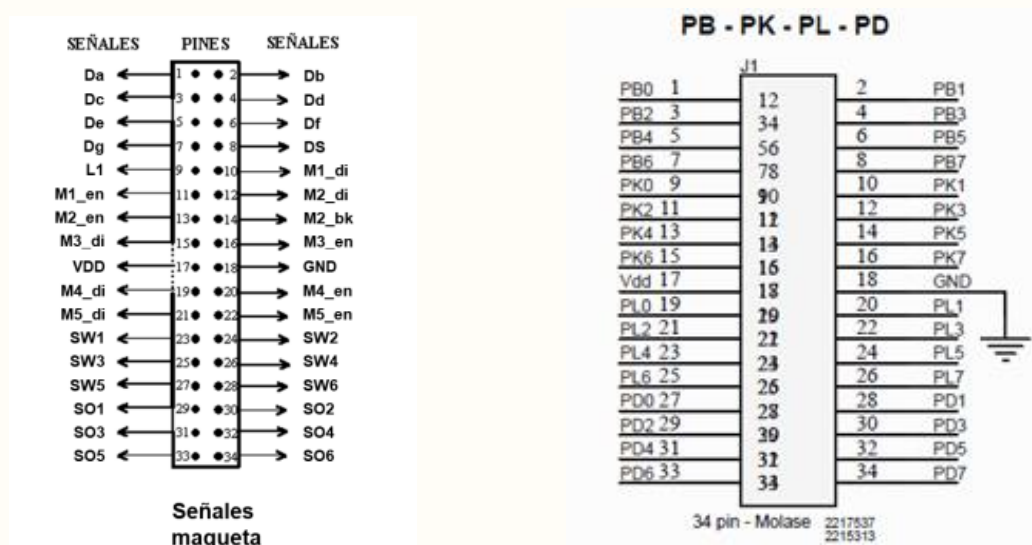 SEÑALES PINES SEÑALES
Da 1 2 Db
Dc 3 4 Dd
De 5 6 Df
Dg 7 8 DS
L1 9 10 M1_di
M1_en 11 12 M2_di
M2_en 13 14 M2_bk
M3_di 15 16 M3_en
VDD 17 18 GND
M4_di 19 20 M4_en
M5_di 21 22 M5_en
SW1 23 24 SW2
SW3 25 26 SW4
SW5 27 28 SW6
SO1 29 30 SO2
SO3 31 32 SO4
SO5 33 34 SO6
Señales
maqueta
PB - PK - PL - PD
J1
PB0 1 2 PB1
PB2 3 4 PB3
PB4 5 6 PB5
PB6 7 8 PB7
PK0 9 10 PK1
PK2 11 12 PK3
PK4 13 14 PK5
PK6 15 16 PK7
Vdd 17 18 GND
PL0 19 20 PL1
PL2 21 22 PL3
PL4 23 24 PL5
PL6 25 26 PL7
PD0 27 28 PD1
PD2 29 30 PD3
PD4 31 32 PD5
PD6 33 34 PD7
12
34
56
78
34 pin - Molase 2217537
2215313